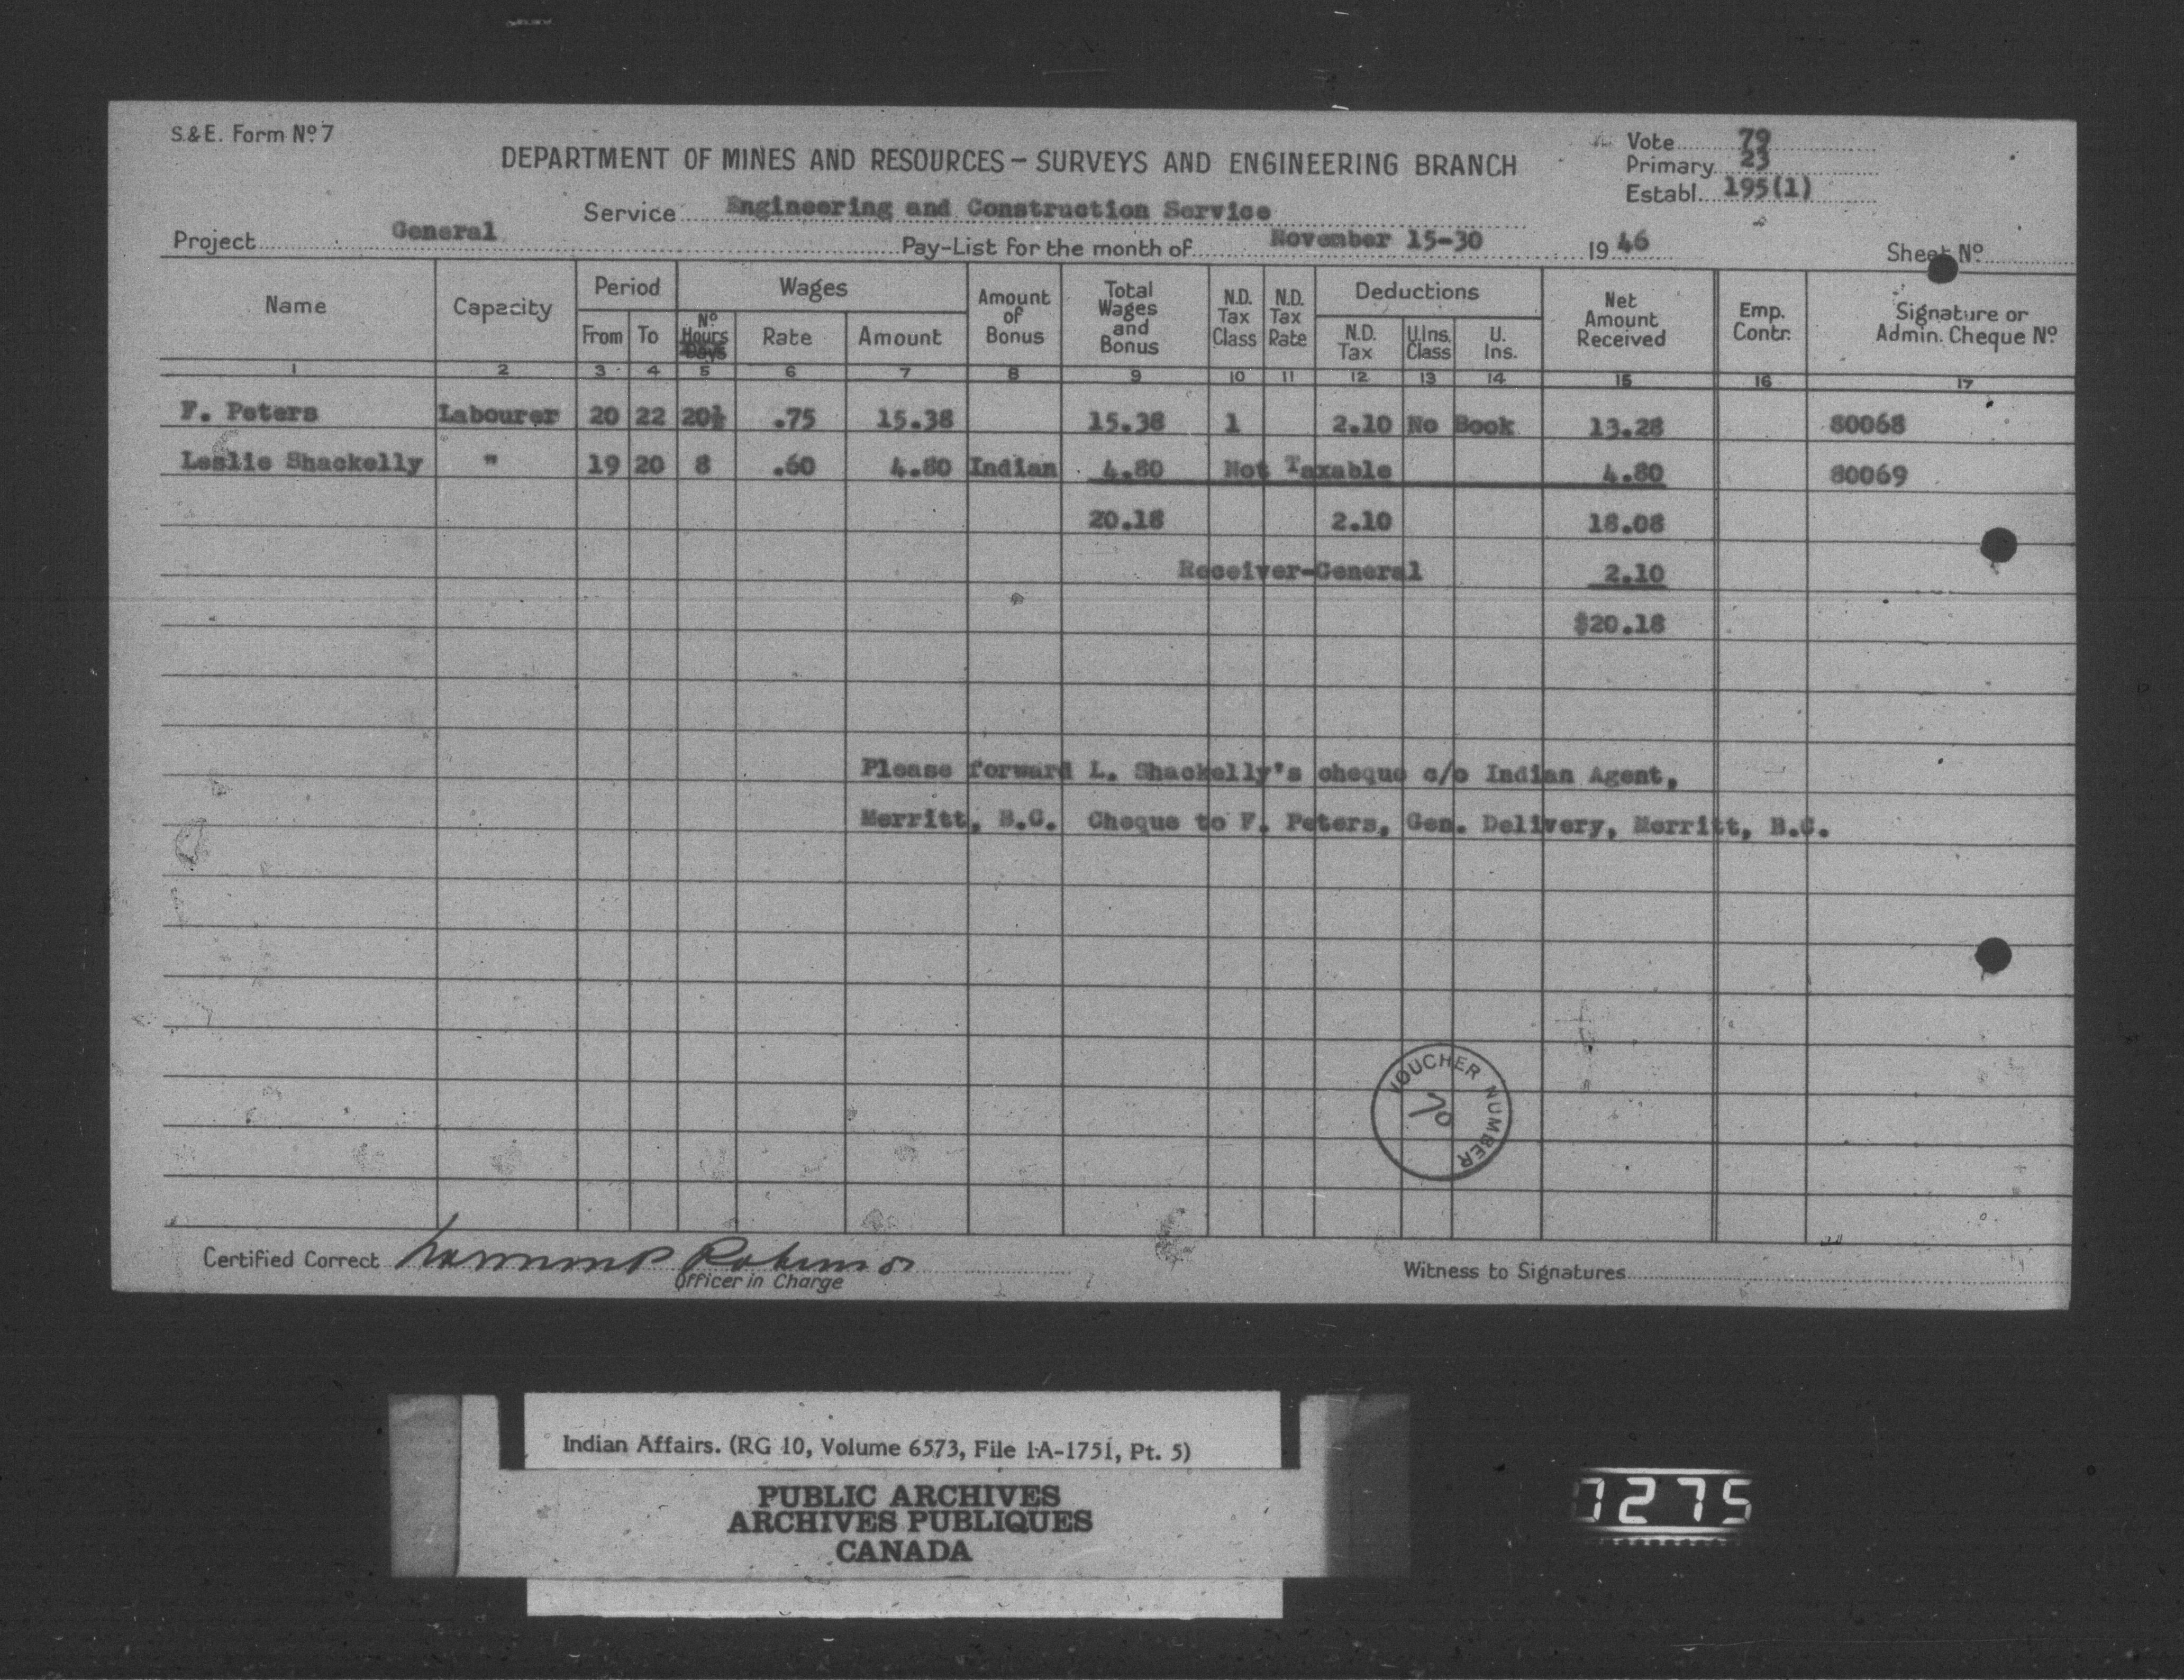 S.&E. Form Nº 7
Vote 79
DEPARTMENT OF MINES AND RESOURCES – SURVEYS AND ENGINEERING BRANCH
Primary 23
Establ. 195(1)
Service Engineering and Construction Service
Project General Pay-List for the month of November 15-30 1946 Sheet Nº
Name Capacity Period Wages Amount of Bonus Total Wages and Bonus N.D. Tax Class N.D. Tax Rate Deductions Net Amount Received Emp. Contr. Signature or Admin. Cheque Nº
From To Nº Hours Days Rate Amount N.D. Tax U.Ins. Class U. Ins.
1 2 3 4 5 6 7 8 9 10 11 12 13 14 15 16 17
F. Peters Labourer 20 22 20½ .75 15.38 15.38 1 2.10 No Book 13.28 80068
Leslie Shackelly " 19 20 8 .60 4.80 Indian 4.80 Not Taxable 4.80 80069
20.18 2.10 18.08
Receiver-General 2.10
$20.18
Please forward L. Shackelly's cheque c/o Indian Agent,
Merritt, B.C. Cheque to F. Peters, Gen. Delivery, Merritt, B.C.
VOUCHER NUMBER
Certified Correct
Officer in Charge
Witness to Signatures
Indian Affairs. (RG 10, Volume 6573, File 1A-1751, Pt. 5)
PUBLIC ARCHIVES
ARCHIVES PUBLIQUES
CANADA
1275